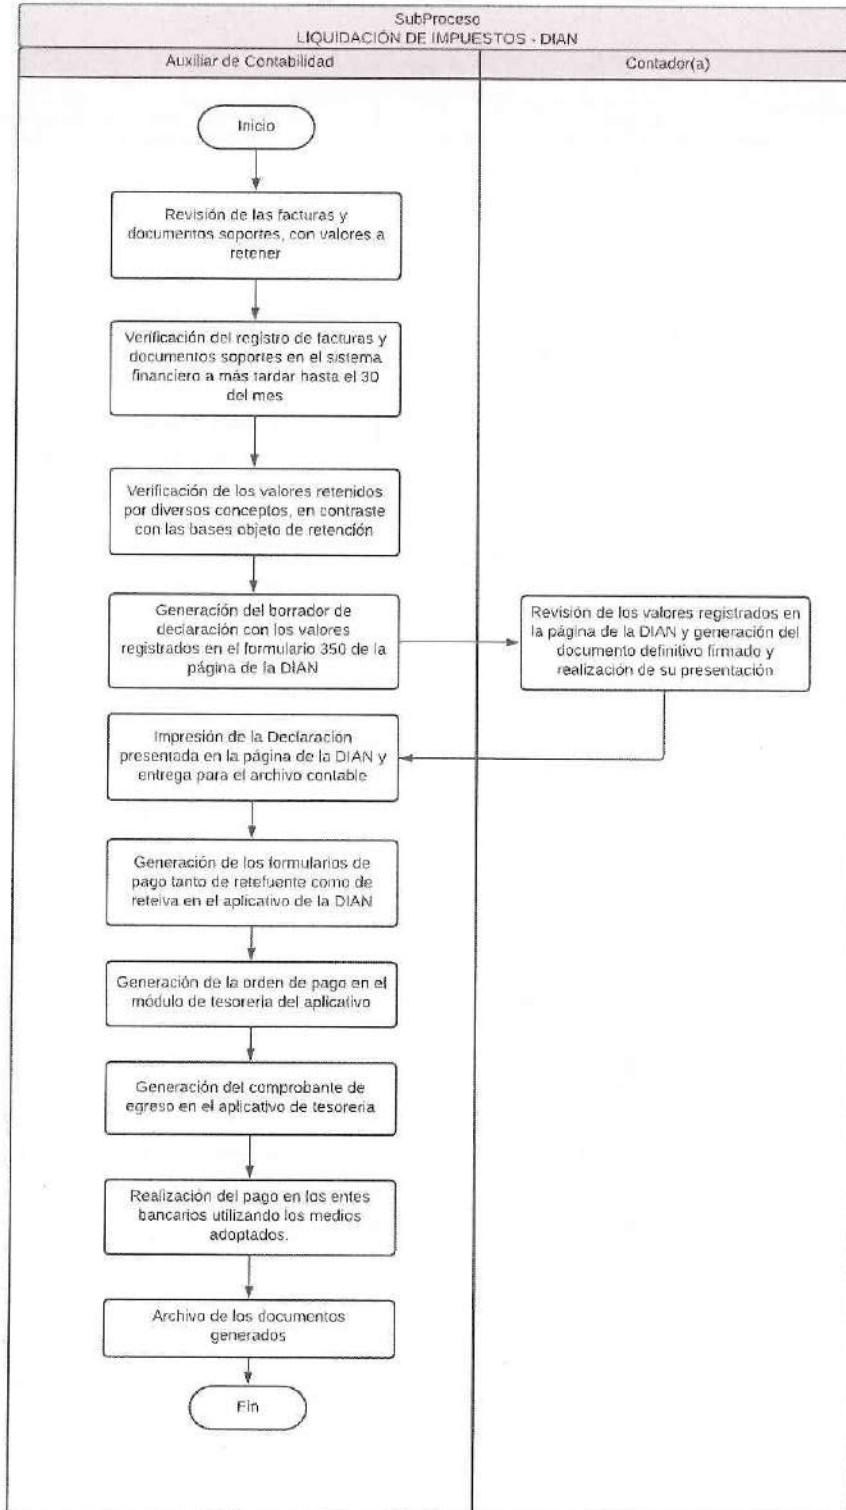 SubProceso
LIQUIDACIÓN DE IMPUESTOS - DIAN
Auxiliar de Contabilidad
Contador(a)
Inicio
Revisión de las facturas y
documentos soportes, con valores a
retener
Verificación del registro de facturas y
documentos soportes en el sistema
financiero a más tardar hasta el 30
del mes
Verificación de los valores retenidos
por diversos conceptos, en contraste
con las bases objeto de retención
Generación del borrador de
declaración con los valores
registrados en el formulario 350 de la
página de la DIAN
Revisión de los valores registrados en
la página de la DIAN y generación del
documento definitivo firmado y
realización de su presentación
Impresión de la Declaración
presentada en la página de la DIAN y
entrega para el archivo contable
Generación de los formularios de
pago tanto de retefuente como de
reteiva en el aplicativo de la DIAN
Generación de la orden de pago en el
módulo de tesorería del aplicativo
Generación del comprobante de
egreso en el aplicativo de tesorería
Realización del pago en los entes
bancarios utilizando los medios
adoptados.
Archivo de los documentos
generados
Fin